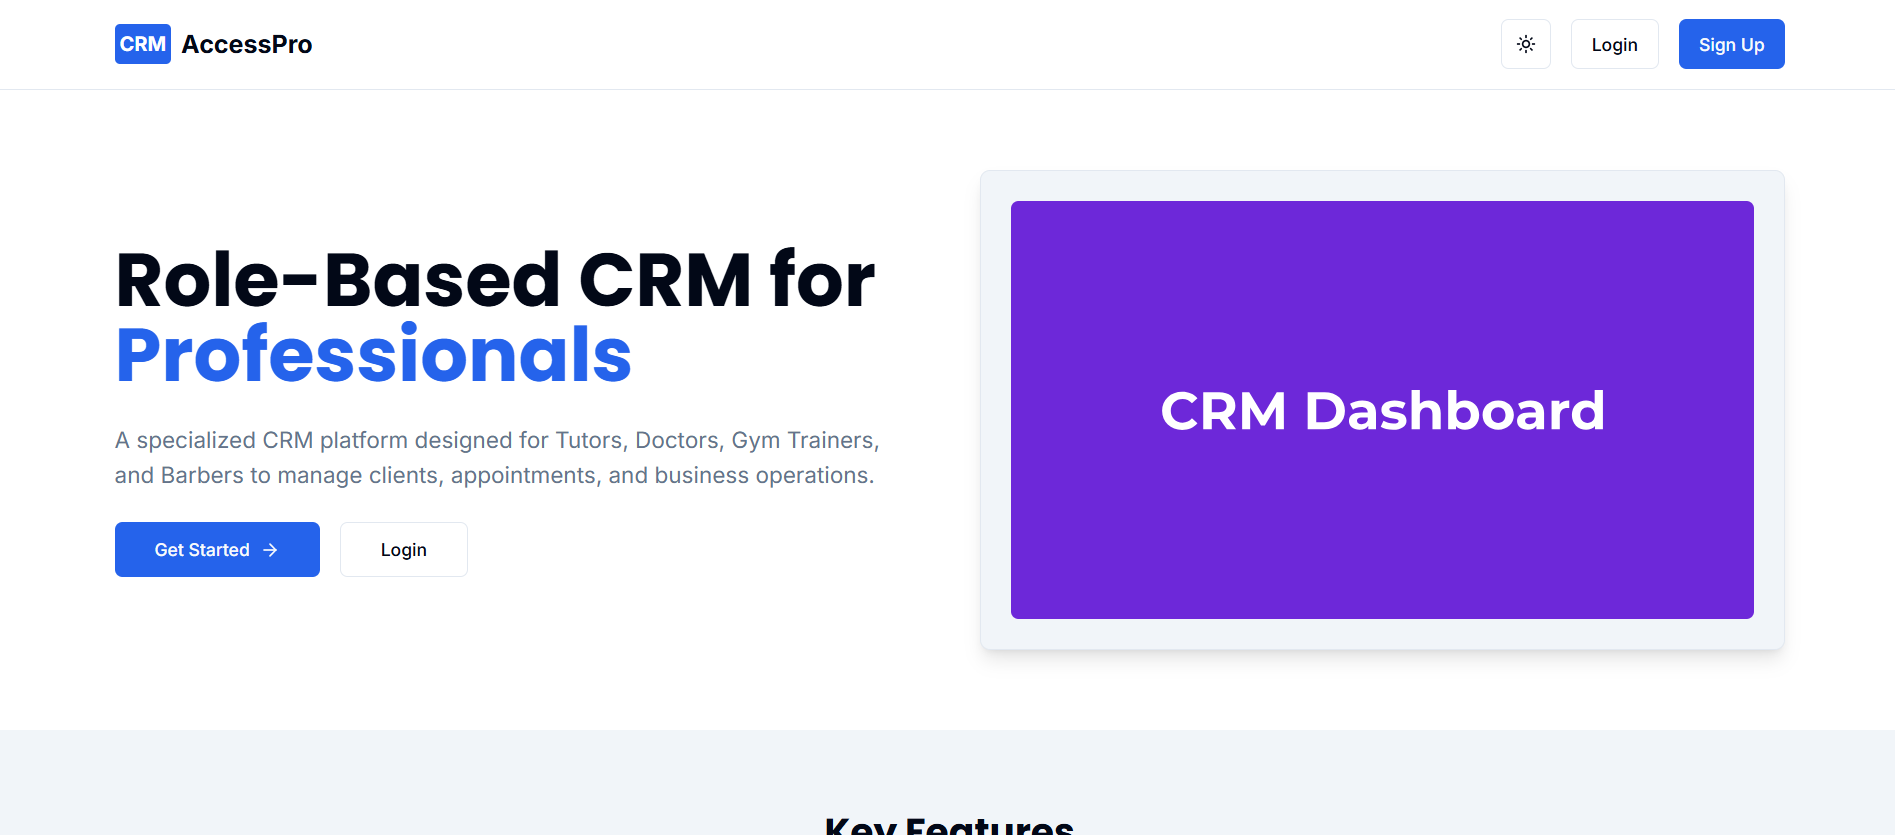 CRM AccessPro
Login
Sign Up
Role-Based CRM for
Professionals
A specialized CRM platform designed for Tutors, Doctors, Gym Trainers,
and Barbers to manage clients, appointments, and business operations.
Get Started
Login
CRM Dashboard
Key Features